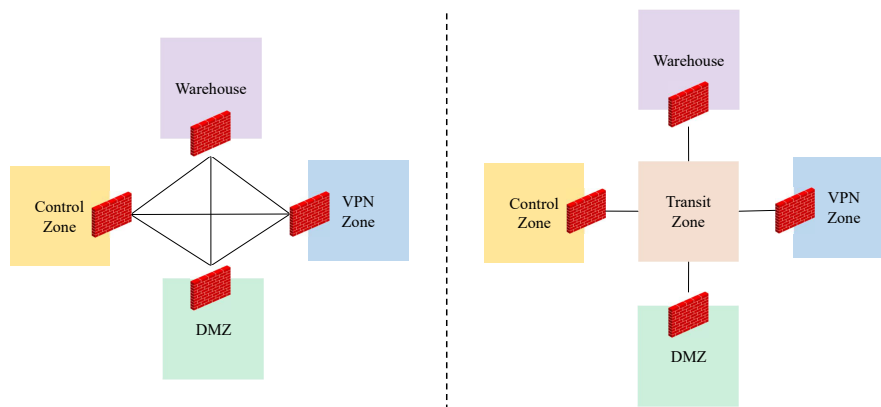 Warehouse
Control
Zone
VPN
Zone
DMZ
Warehouse
Control
Zone
Transit
Zone
VPN
Zone
DMZ